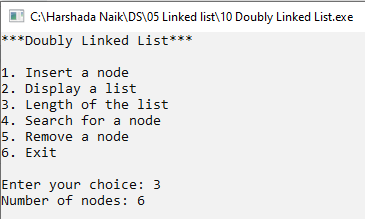 C:\Harshada Naik\DS\05 Linked list\10 Doubly Linked List.exe
***Doubly Linked List***
1. Insert a node
2. Display a list
3. Length of the list
4. Search for a node
5. Remove a node
6. Exit
Enter your choice: 3
Number of nodes: 6